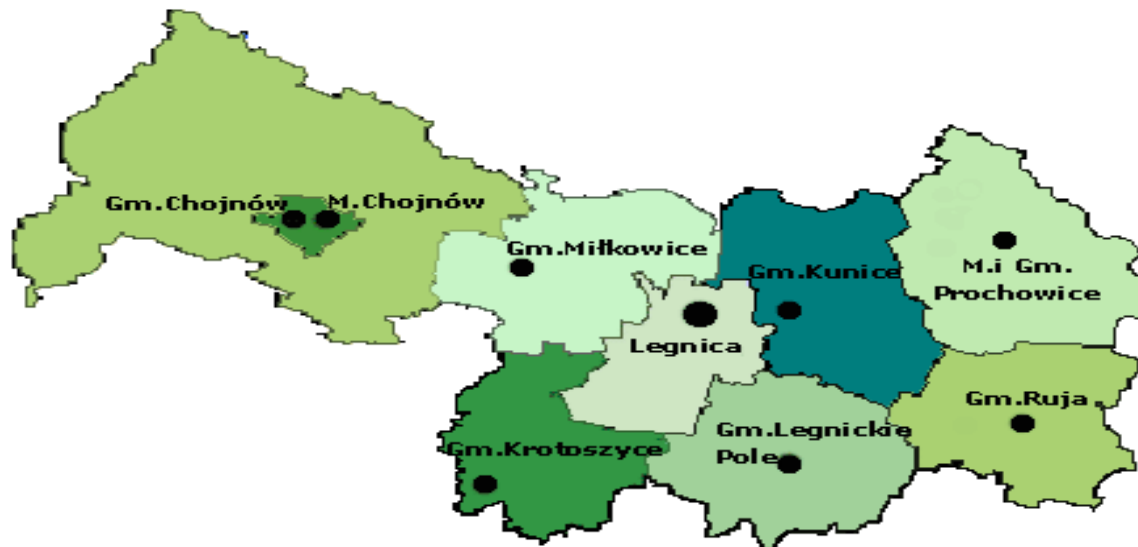 Gm.Chojnów
M.Chojnów
Gm.Miłkowice
Gm.Kunice
M.i Gm.
Prochowice
Legnica
Gm.Ruja
Gm.Legnickie
Pole
Gm.Krotoszyce